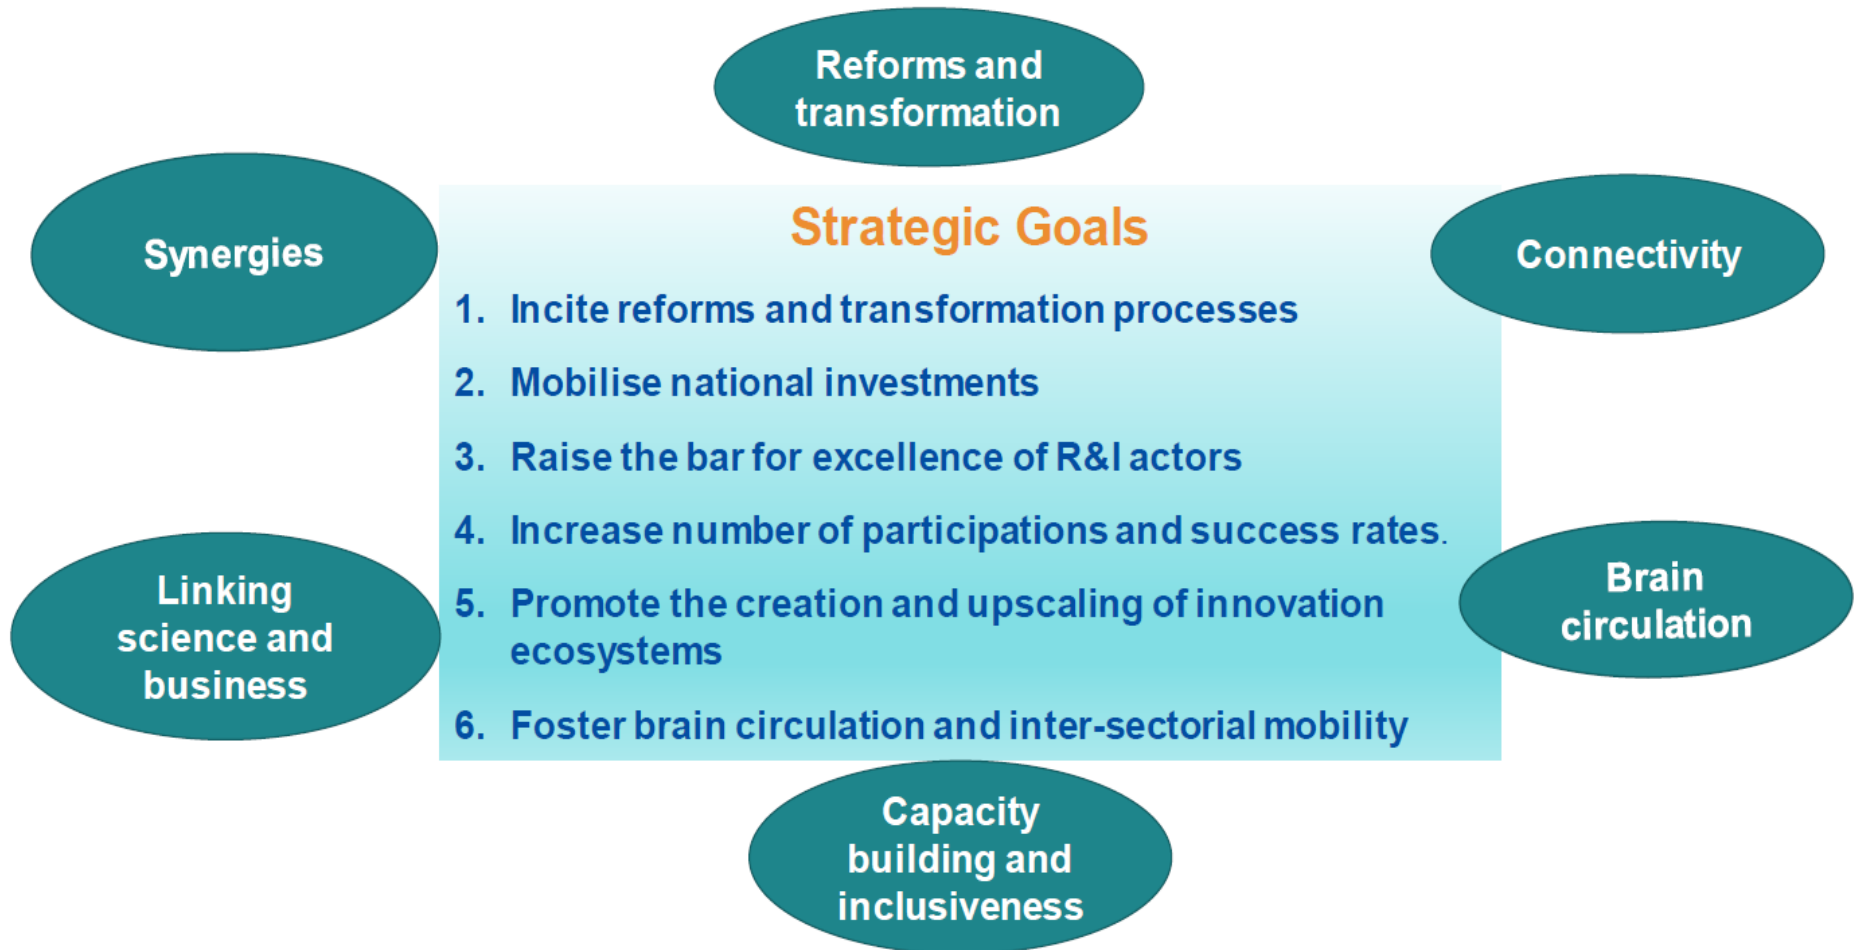 Reforms and
transformation
Synergies
Connectivity
Strategic Goals
1. Incite reforms and transformation processes
2. Mobilise national investments
3. Raise the bar for excellence of R&I actors
4. Increase number of participations and success rates.
5. Promote the creation and upscaling of innovation
ecosystems
6. Foster brain circulation and inter-sectorial mobility
Linking
science and
business
Brain
circulation
Capacity
building and
inclusiveness